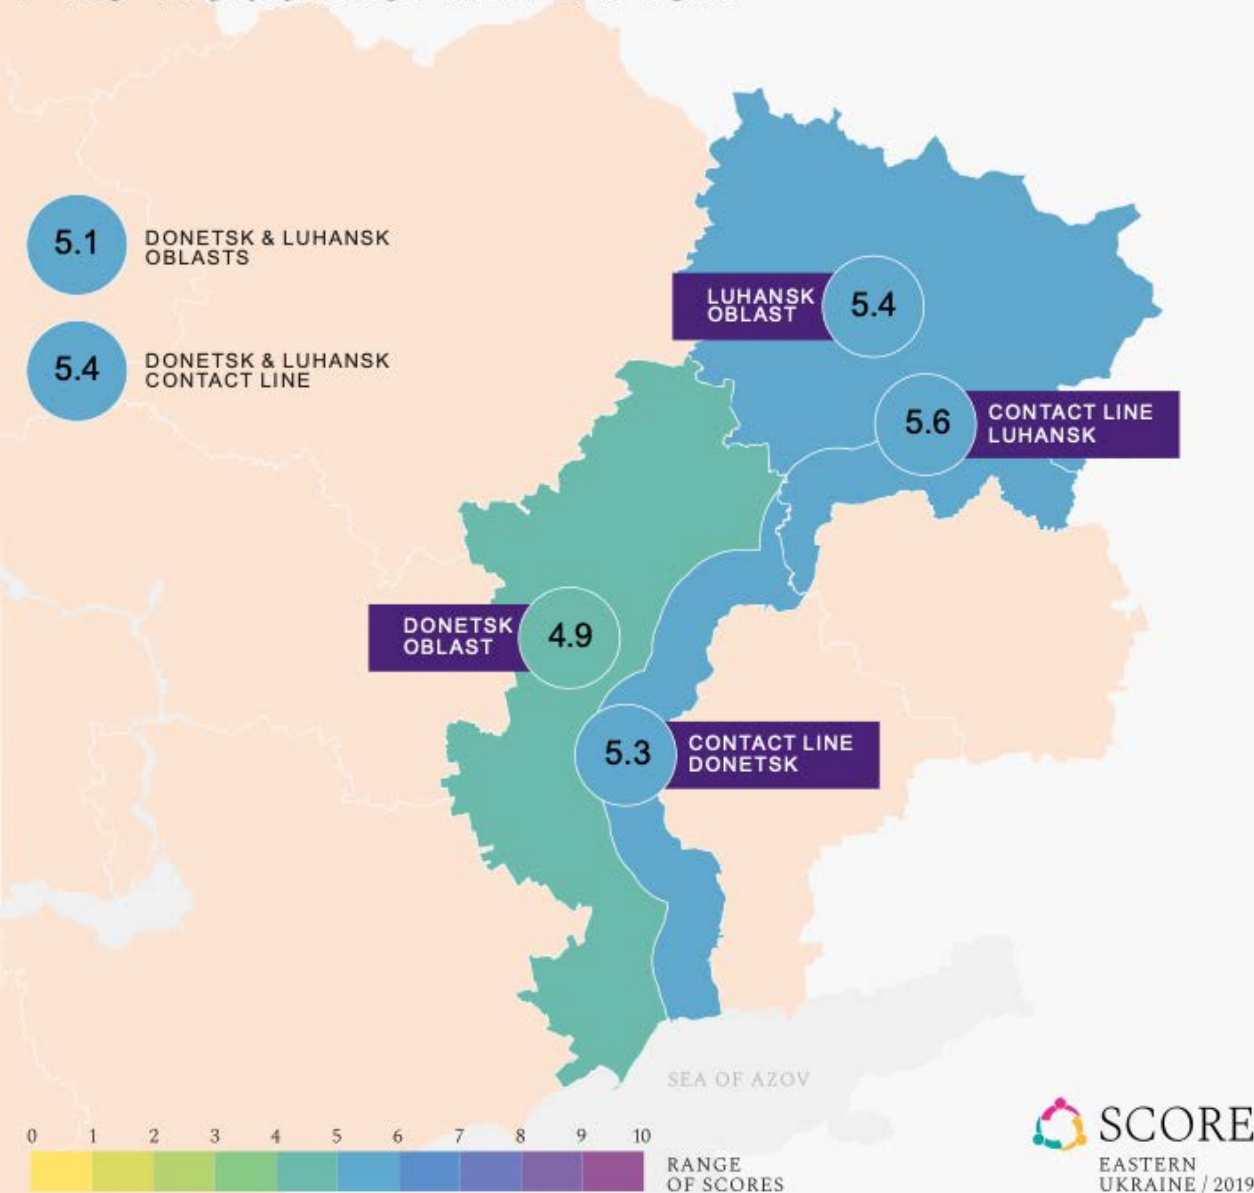 5.1
DONETSK & LUHANSK
OBLASTS
5.4
DONETSK & LUHANSK
CONTACT LINE
LUHANSK
OBLAST
5.4
5.6
CONTACT LINE
LUHANSK
DONETSK
OBLAST
4.9
5.3
CONTACT LINE
DONETSK
SEA OF AZOV
0 1 2 3 4 5 6 7 8 9 10
RANGE
OF SCORES
SCORE
EASTERN
UKRAINE / 2019